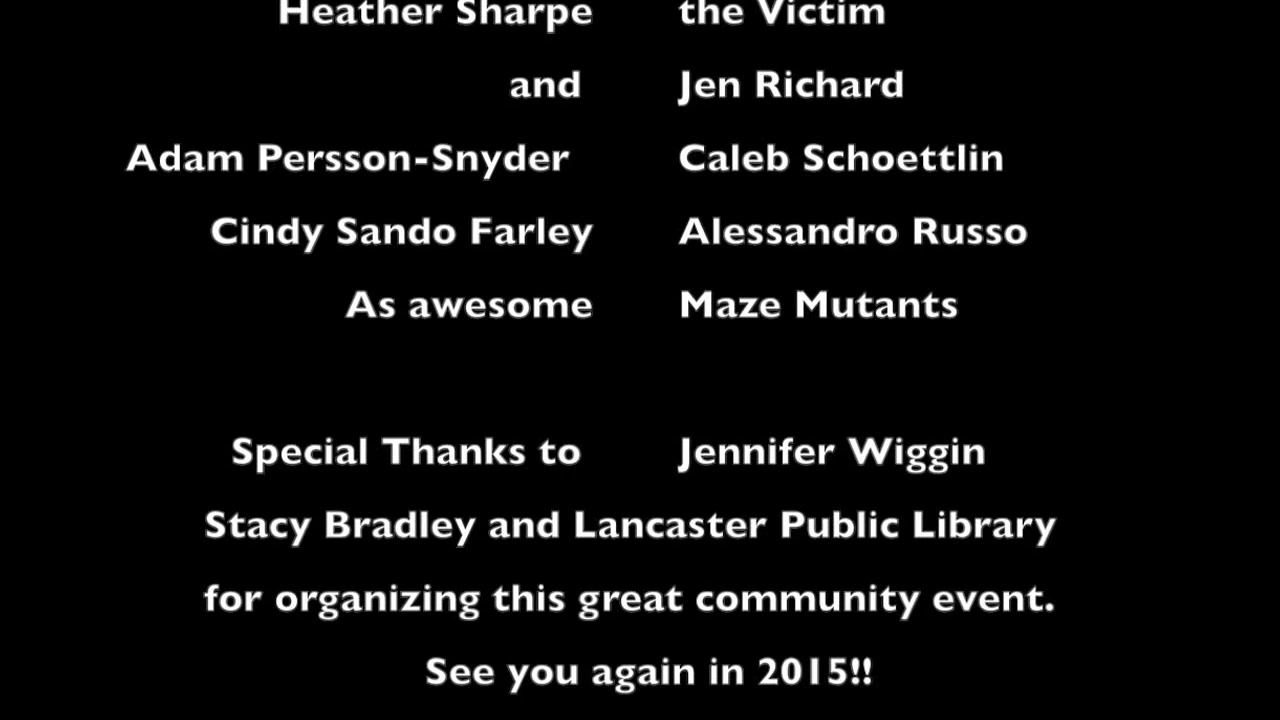 Heather Sharpe the Victim
and Jen Richard
Adam Persson-Snyder Caleb Schoettlin
Cindy Sando Farley Alessandro Russo
As awesome Maze Mutants
Special Thanks to Jennifer Wiggin
Stacy Bradley and Lancaster Public Library
for organizing this great community event.
See you again in 2015!!